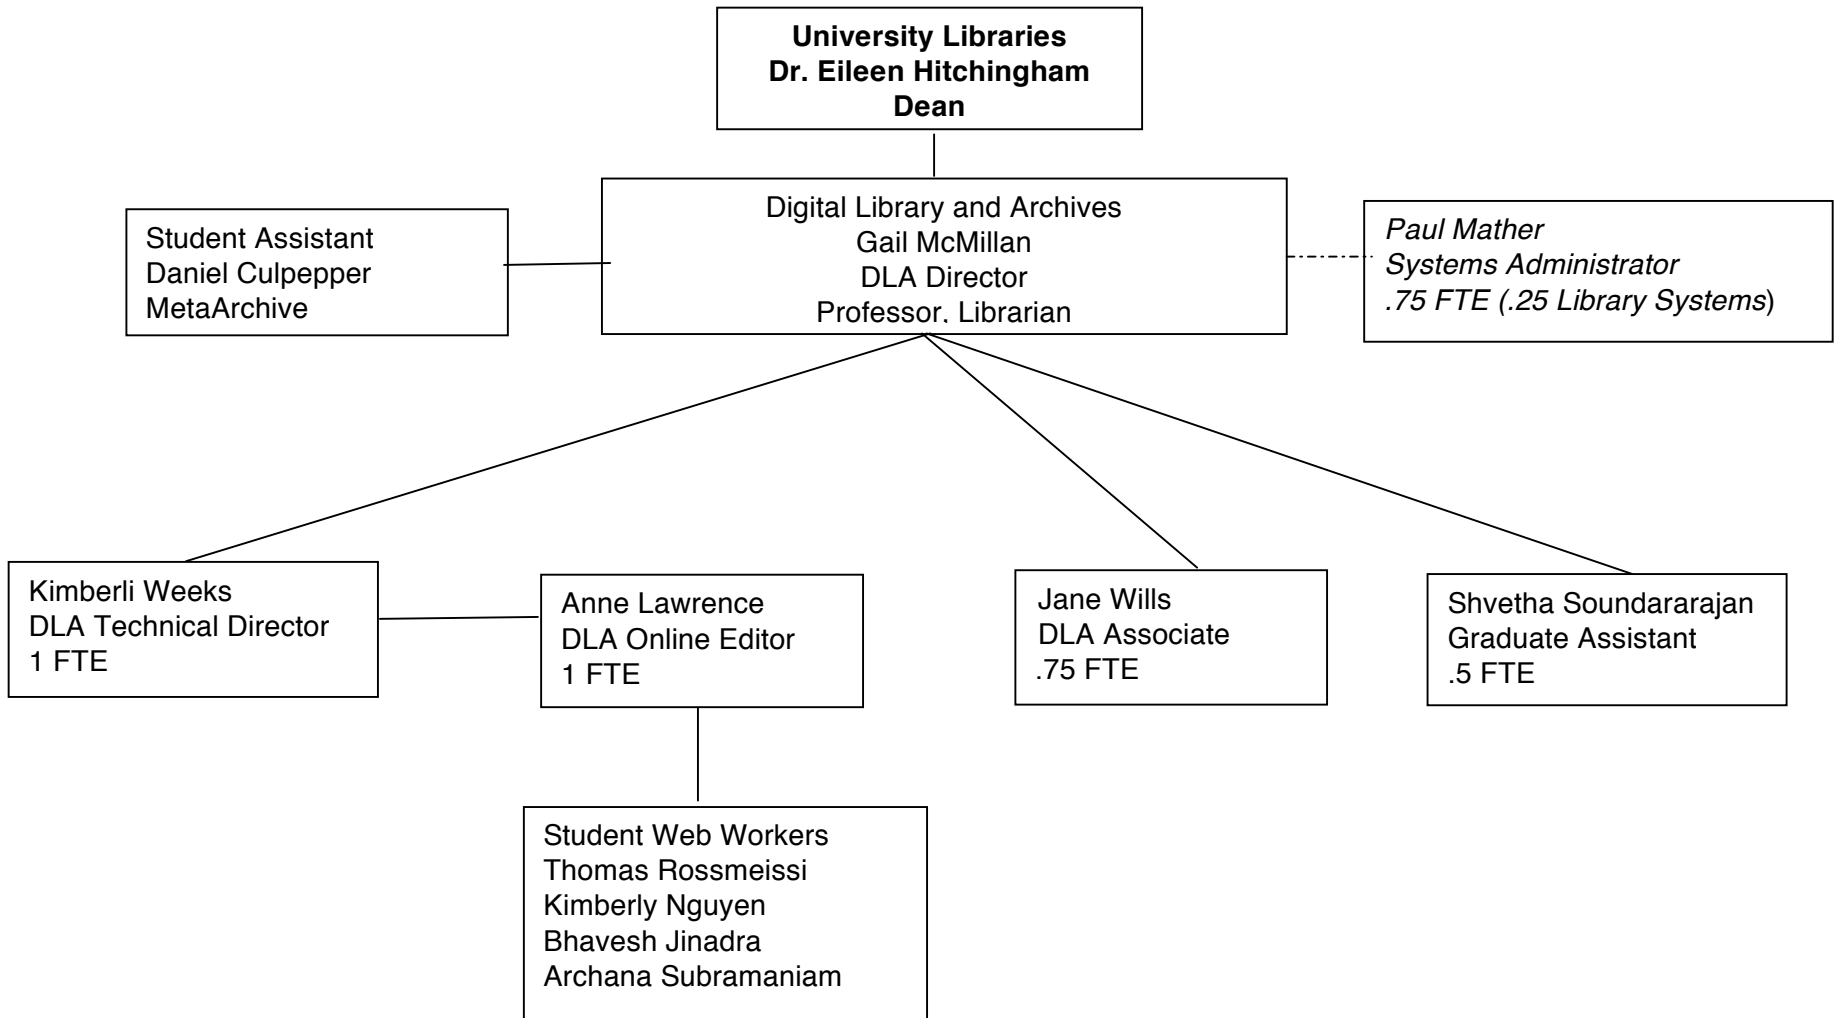 University Libraries
Dr. Eileen Hitchingham
Dean
Student Assistant
Daniel Culpepper
MetaArchive
Digital Library and Archives
Gail McMillan
DLA Director
Professor, Librarian
Paul Mather
Systems Administrator
.75 FTE (.25 Library Systems)
Kimberli Weeks
DLA Technical Director
1 FTE
Anne Lawrence
DLA Online Editor
1 FTE
Jane Wills
DLA Associate
.75 FTE
Shvetha Soundararajan
Graduate Assistant
.5 FTE
Student Web Workers
Thomas Rossmeissi
Kimberly Nguyen
Bhavesh Jinadra
Archana Subramaniam